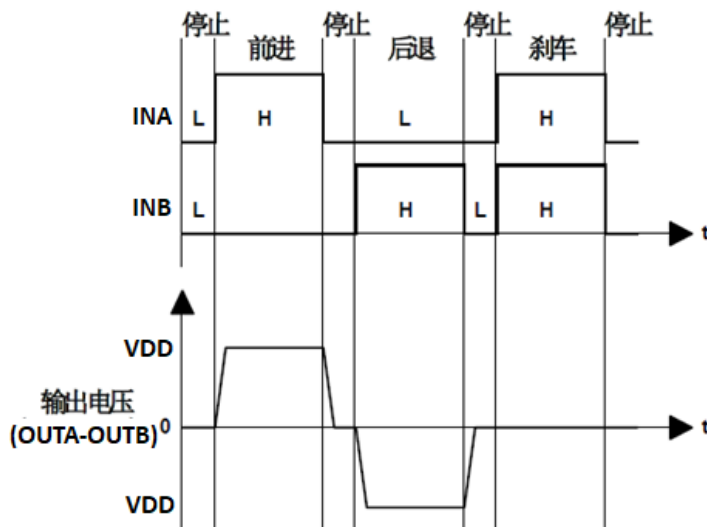 停止 停止 停止 停止
前进 后退 刹车
INA L H L H
INB L H L H
t
VDD
输出电压
(OUTA-OUTB) 0 t
VDD